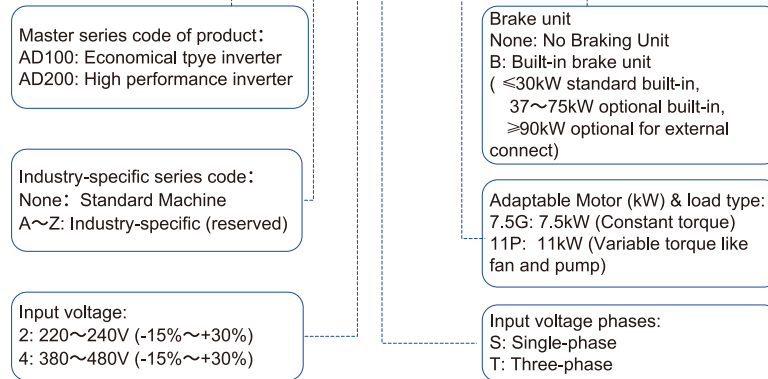 Master series code of product:
AD100: Economical tpye inverter
AD200: High performance inverter
Industry-specific series code:
None: Standard Machine
A～Z: Industry-specific (reserved)
Input voltage:
2: 220～240V (-15%～+30%)
4: 380～480V (-15%～+30%)
Brake unit
None: No Braking Unit
B: Built-in brake unit
( ≤30kW standard built-in,
37～75kW optional built-in,
≥90kW optional for external
connect)
Adaptable Motor (kW) & load type:
7.5G: 7.5kW (Constant torque)
11P: 11kW (Variable torque like
fan and pump)
Input voltage phases:
S: Single-phase
T: Three-phase